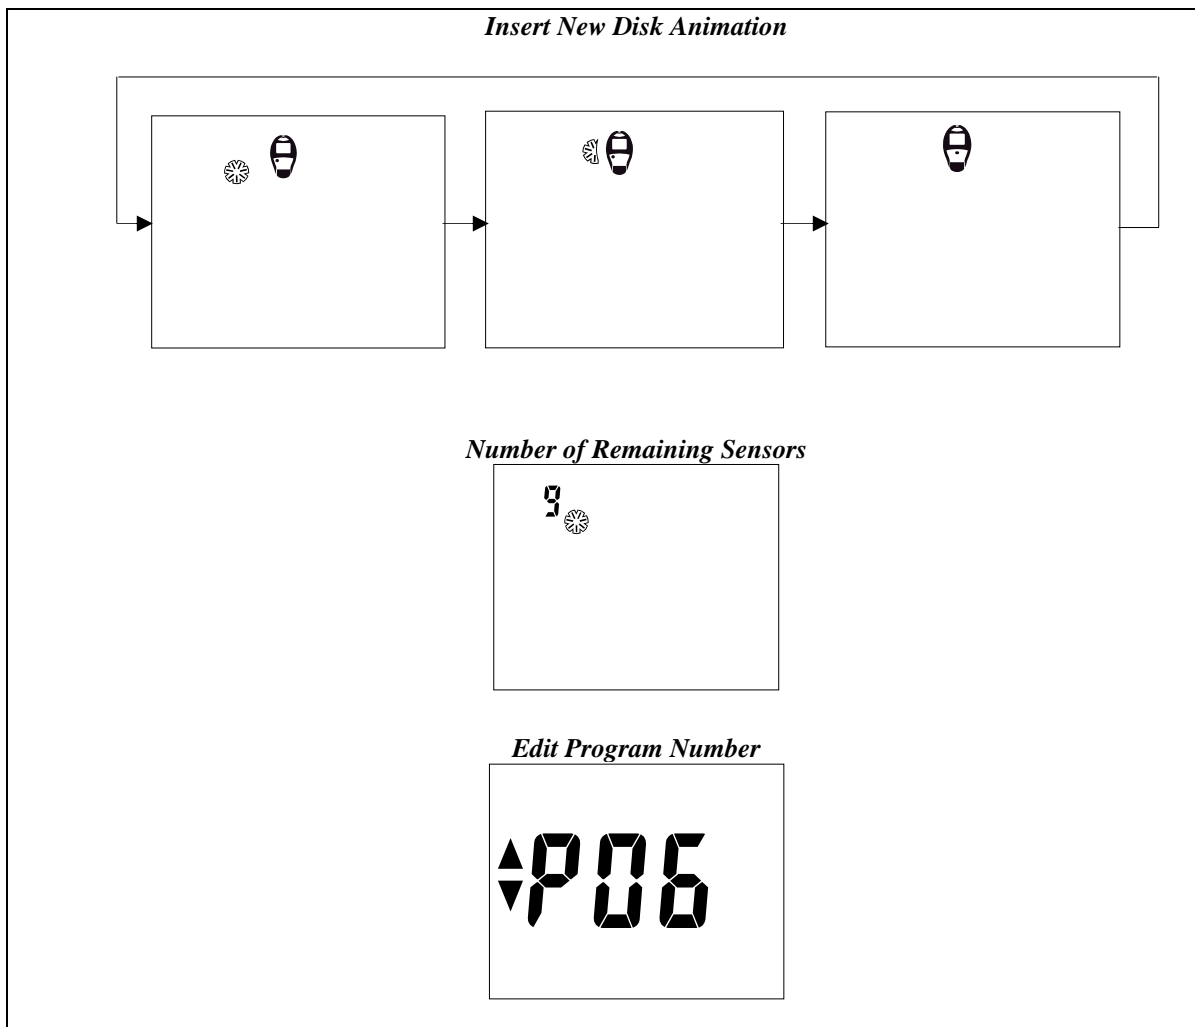 Insert New Disk Animation
Number of Remaining Sensors
9
Edit Program Number
P06